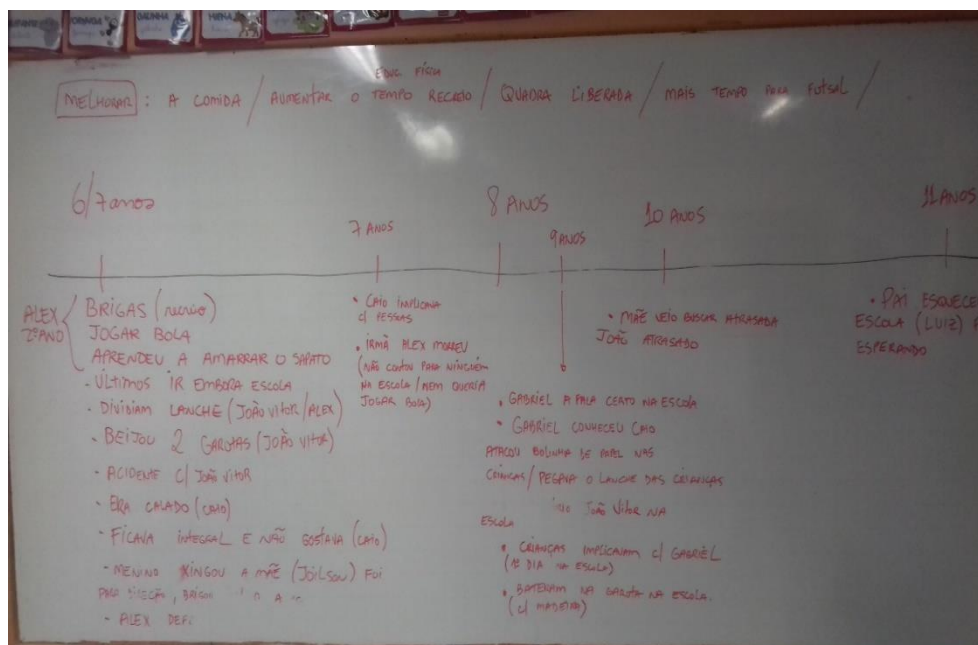 GALINHA
HIENA
EDUC. FÍSICA
MELHORAR : A COMIDA / AUMENTAR O TEMPO RECREIO / QUADRA LIBERADA / MAIS TEMPO PARA FUTSAL /
6/7 anos
7 ANOS
8 ANOS
9 ANOS
10 ANOS
11 ANOS
ALEX
2º ANO
BRIGAS (recreio)
JOGAR BOLA
APRENDEU A AMARRAR O SAPATO
- ÚLTIMOS IR EMBORA ESCOLA
- DIVIDIAM LANCHE (JOÃO VITOR/ALEX)
- BEIJOU 2 GAROTAS (JOÃO VITOR)
- ACIDENTE C/ JOÃO VITOR
- ERA CALADO (CAIO)
- FICAVA INTEGRAL E NÃO GOSTAVA (CAIO)
- MENINO XINGOU A MÃE (JOILSON) FOI
PARA DIREÇÃO, BRIGOU
- ALEX DEFI
• CAIO IMPLICAVA
C/ PESSOAS
• IRMÃ ALEX MORREU
(NÃO CONTOU PARA NINGUÉM
NA ESCOLA / NEM QUERIA
JOGAR BOLA)
• GABRIEL A FALA CERTO NA ESCOLA
• GABRIEL CONHECEU CAIO
ATACOU BOLINHA DE PAPEL NAS
CRIANÇAS / PEGAVA O LANCHE DAS CRIANÇAS
JOÃO VITOR NA
ESCOLA
• CRIANÇAS IMPLICAVAM C/ GABRIEL
(1º DIA NA ESCOLA)
• BATERAM NA GAROTA NA ESCOLA.
(C/ MADEIRA)
• MÃE VEIO BUSCAR ATRASADA
JOÃO ATRASADO
• PAI ESQUECE
ESCOLA (LUIZ)
ESPERANDO